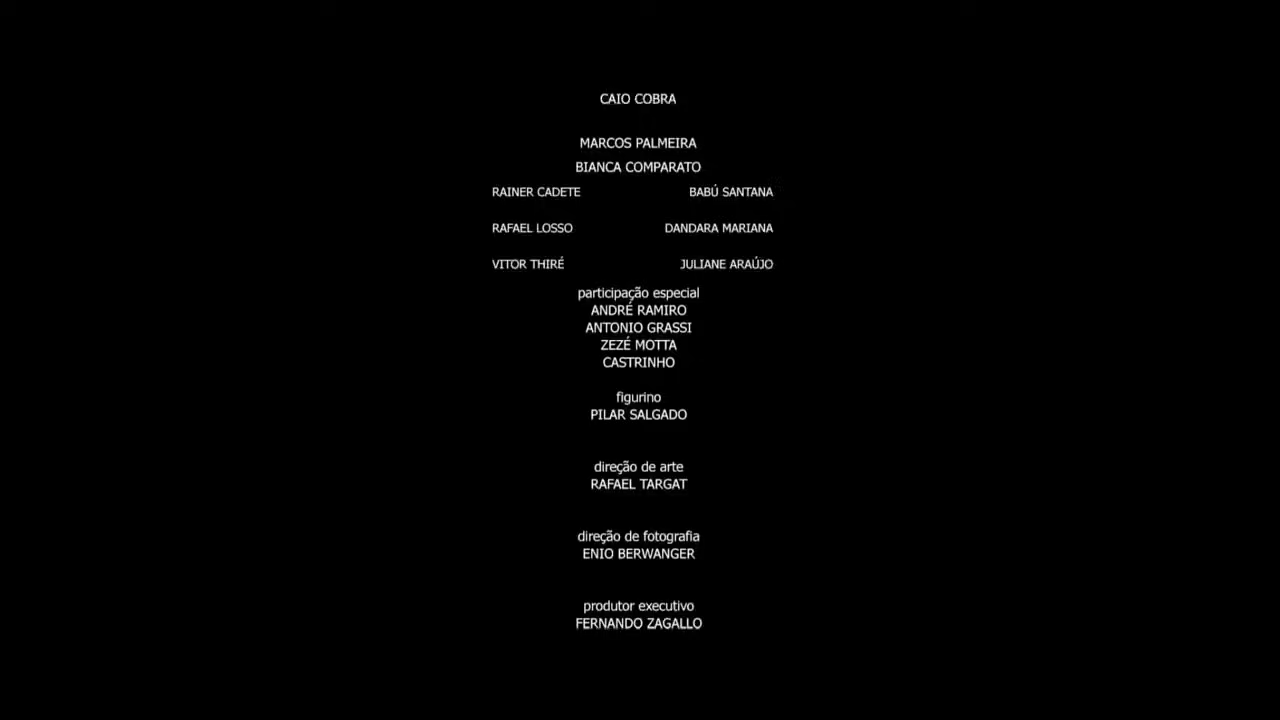 CAIO COBRA
MARCOS PALMEIRA
BIANCA COMPARATO
RAINER CADETE BABÚ SANTANA
RAFAEL LOSSO DANDARA MARIANA
VITOR THIRÉ JULIANE ARAÚJO
participação especial
ANDRÉ RAMIRO
ANTONIO GRASSI
ZEZÉ MOTTA
CASTRINHO
figurino
PILAR SALGADO
direção de arte
RAFAEL TARGAT
direção de fotografia
ENIO BERWANGER
produtor executivo
FERNANDO ZAGALLO